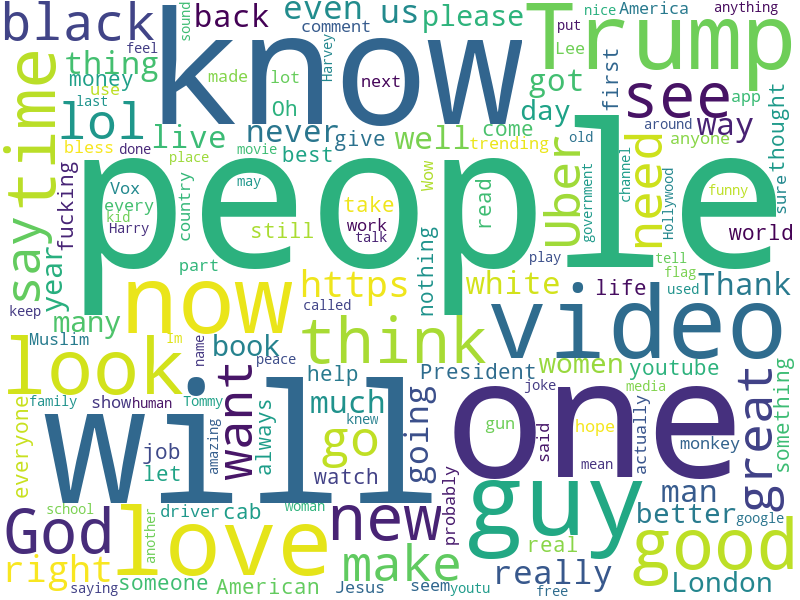 black
back
know
even
us
please
Trump
nice
America
anything
feel
sound
comment
Harvey
put
Lee
thing
money
use
made
lot
next
got
first
see
app
thought
last
lol
Oh
day
around
way
time
live
never
give
well
come
trending
old
anyone
bless
done
place
movie
best
Wow
people
Uber
government
channel
need
Hollywood
funny
sure
fucking
Vox
every
kid
Harry
country
may
take
work
talk
read
say
still
world
year
part
nothing
play
tell
flag
used
now
https
white
life
Thank
keep
many
called
video
Muslim
Im
name
book
think
look
peace
help
President
women
youtube
something
family
Tommy
want
show
human
much
knew
going
joke
media
great
everyone
will
one
amazing
always
go
said
gun
hope
actually
monkey
job
let
watch
probably
mean
man
God
school
love
another
driver
cab
woman
new
guy
real
better
google
good
right
saying
someone
American
make
Jesus
seem
youtu
really
free
London